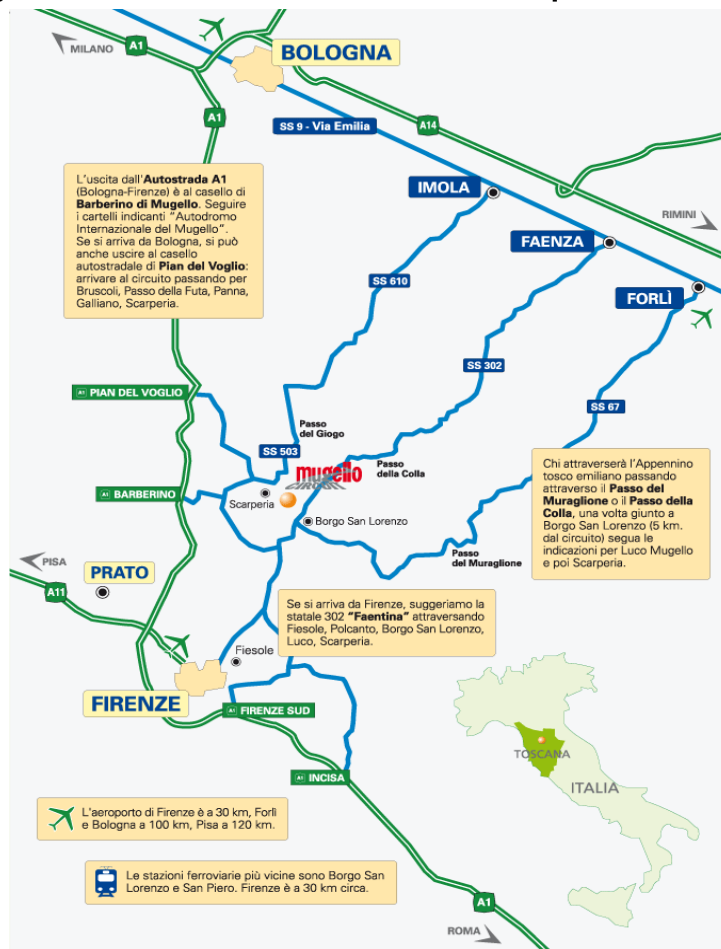 MILANO
A1
BOLOGNA
A1
SS 9 - Via Emilia
A14
L'uscita dall'Autostrada A1
(Bologna-Firenze) è al casello di
Barberino di Mugello. Seguire
i cartelli indicanti "Autodromo
Internazionale del Mugello".
Se si arriva da Bologna, si può
anche uscire al casello
autostradale di Pian del Voglio:
arrivare al circuito passando per
Bruscoli, Passo della Futa, Panna,
Galliano, Scarperia.
IMOLA
RIMINI
FAENZA
SS 610
FORLÌ
SS 302
A1 PIAN DEL VOGLIO
SS 67
Passo
del Giogo
SS 503
mugello
CIRCUIT
Passo
della Colla
A1 BARBERINO
Scarperia
Borgo San Lorenzo
Chi attraverserà l'Appennino
tosco emiliano passando
attraverso il Passo del
Muraglione o il Passo della
Colla, una volta giunto a
Borgo San Lorenzo (5 km.
dal circuito) segua le
indicazioni per Luco Mugello
e poi Scarperia.
Passo
del Muraglione
PISA
PRATO
A11
Se si arriva da Firenze, suggeriamo la
statale 302 "Faentina" attraversando
Fiesole, Polcanto, Borgo San Lorenzo,
Luco, Scarperia.
Fiesole
FIRENZE
A1 FIRENZE SUD
TOSCANA
A1 INCISA
ITALIA
L'aeroporto di Firenze è a 30 km, Forlì
e Bologna a 100 km, Pisa a 120 km.
Le stazioni ferroviarie più vicine sono Borgo San
Lorenzo e San Piero. Firenze è a 30 km circa.
A1
ROMA